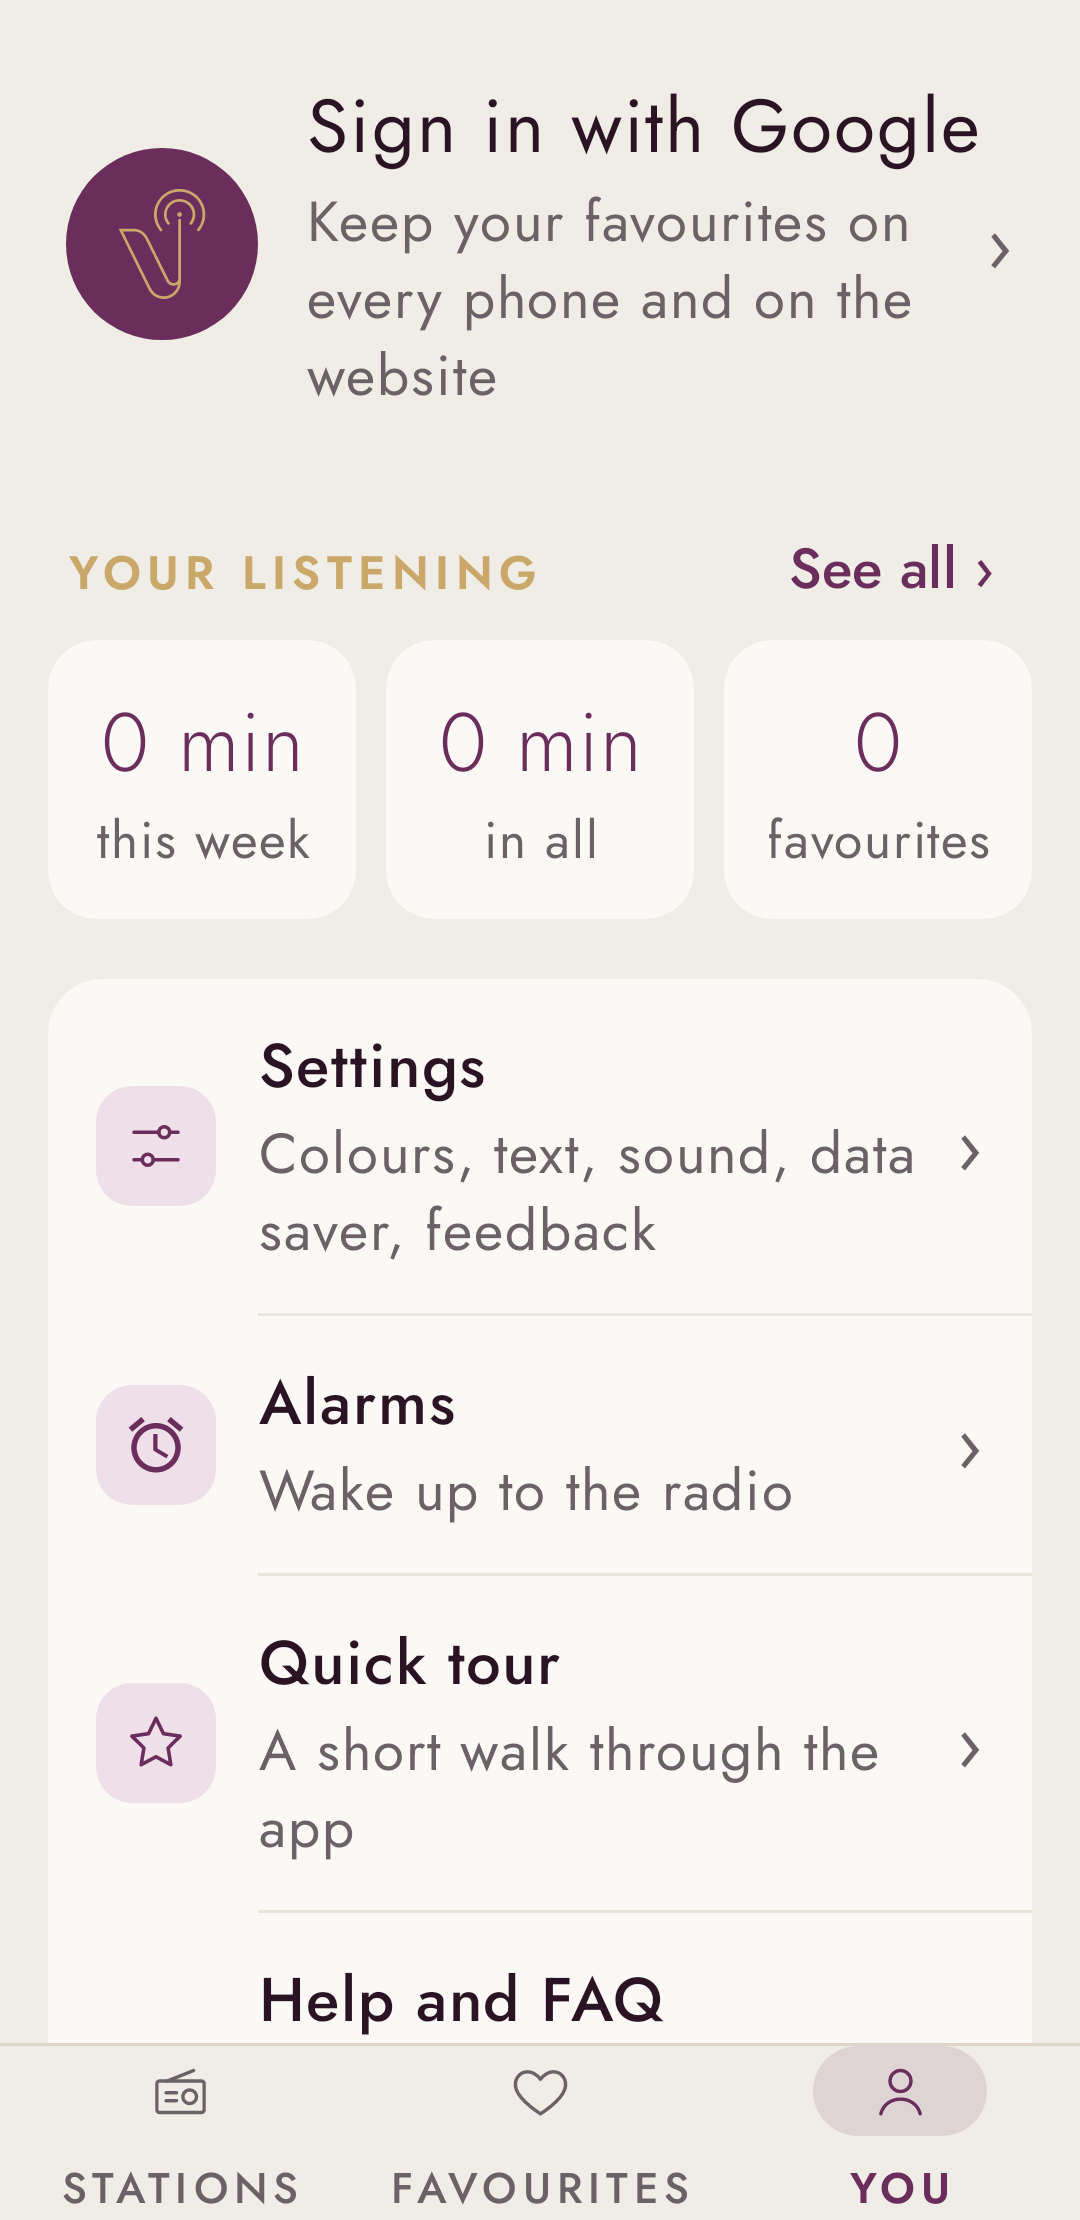 Sign in with Google
Keep your favourites on
every phone and on the
website
YOUR LISTENING
See all ›
0 min
this week
0 min
in all
0
favourites
Settings
Colours, text, sound, data
saver, feedback
Alarms
Wake up to the radio
Quick tour
A short walk through the
app
Help and FAQ
STATIONS
FAVOURITES
YOU